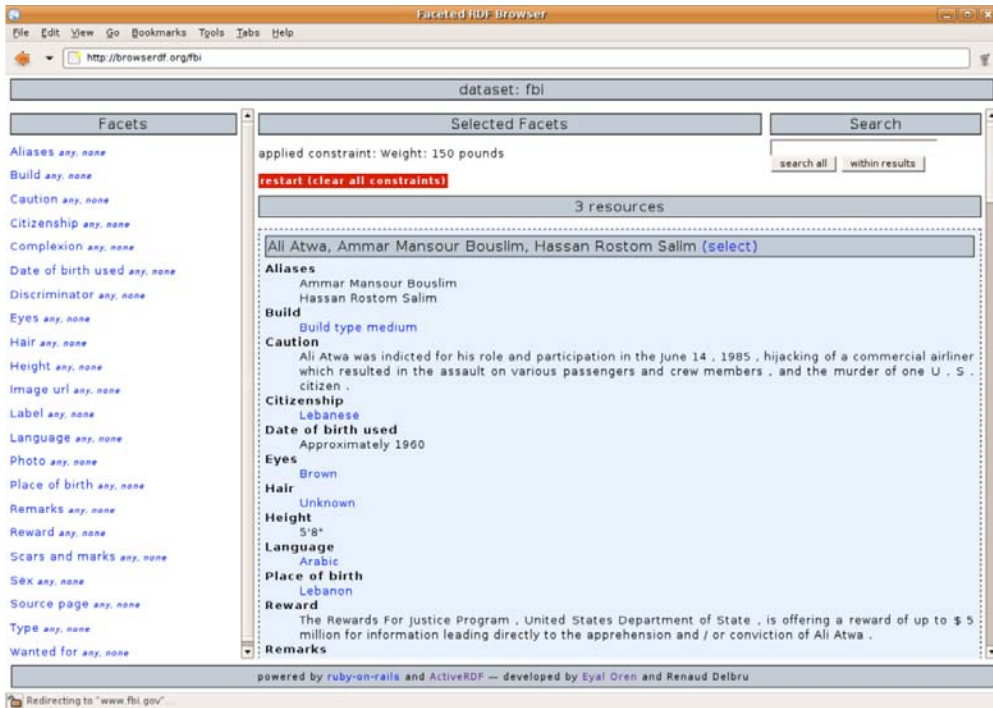 Faceted RDF Browser
File Edit View Go Bookmarks Tools Tabs Help
http://browserdf.org/fbi
dataset: fbi
Facets
Aliases any, none
Build any, none
Caution any, none
Citizenship any, none
Complexion any, none
Date of birth used any, none
Discriminator any, none
Eyes any, none
Hair any, none
Height any, none
Image url any, none
Label any, none
Language any, none
Photo any, none
Place of birth any, none
Remarks any, none
Reward any, none
Scars and marks any, none
Sex any, none
Source page any, none
Type any, none
Wanted for any, none
Selected Facets
applied constraint: Weight: 150 pounds
restart (clear all constraints)
Search
search all within results
3 resources
Ali Atwa, Ammar Mansour Bouslim, Hassan Rostom Salim (select)
Aliases
Ammar Mansour Bouslim
Hassan Rostom Salim
Build
Build type medium
Caution
Ali Atwa was indicted for his role and participation in the June 14 , 1985 , hijacking of a commercial airliner
which resulted in the assault on various passengers and crew members , and the murder of one U . S .
citizen .
Citizenship
Lebanese
Date of birth used
Approximately 1960
Eyes
Brown
Hair
Unknown
Height
5'8"
Language
Arabic
Place of birth
Lebanon
Reward
The Rewards For Justice Program , United States Department of State , is offering a reward of up to $ 5
million for information leading directly to the apprehension and / or conviction of Ali Atwa .
Remarks
powered by ruby-on-rails and ActiveRDF — developed by Eyal Oren and Renaud Delbru
Redirecting to "www.fbi.gov"...